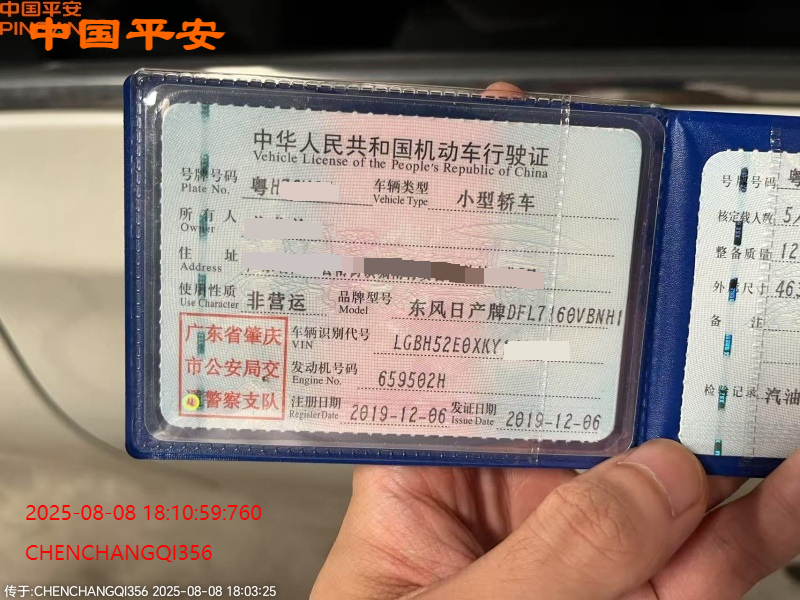 中国平安
中国平安
中华人民共和国机动车行驶证
Vehicle License of the People's Republic of China
号牌号码 粤H 车辆类型 小型轿车
Plate No. Vehicle Type
所有人
Owner
住址
Address
使用性质 非营运 品牌型号 东风日产牌DFL7160VBNH1
Use Character Model
广东省肇庆
市公安局交
通警察支队
车辆识别代号 LGBH52E0XKY
VIN
发动机号码 659502H
Engine No.
注册日期 2019-12-06 发证日期 2019-12-06
Register Date Issue Date
号牌号码 粤
核定载人数 5
整备质量 12
外廓尺寸 463
备注
检验记录 汽油
2025-08-08 18:10:59:760
CHENCHANGQI356
传于:CHENCHANGQI356 2025-08-08 18:03:25